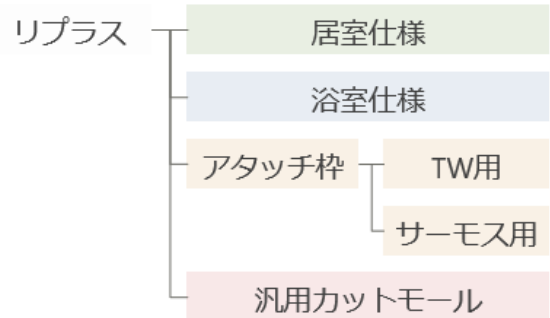 リプラス
居室仕様
浴室仕様
アタッチ枠
TW用
サーモス用
汎用カットモール